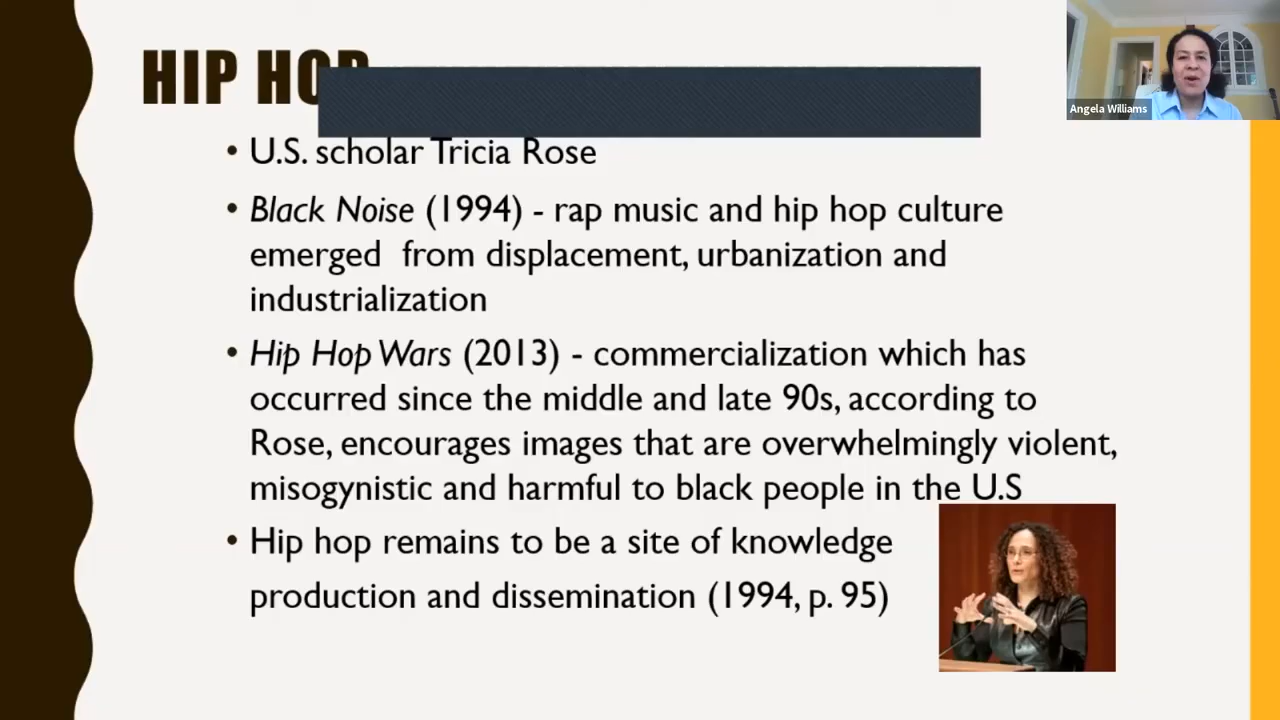 HIP HOP
Angela Williams
• U.S. scholar Tricia Rose
• Black Noise (1994) - rap music and hip hop culture
emerged from displacement, urbanization and
industrialization
• Hip Hop Wars (2013) - commercialization which has
occurred since the middle and late 90s, according to
Rose, encourages images that are overwhelmingly violent,
misogynistic and harmful to black people in the U.S
• Hip hop remains to be a site of knowledge
production and dissemination (1994, p. 95)